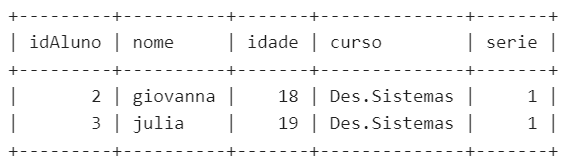 +---------+----------+-------+--------------+-------+
| idAluno | nome     | idade | curso        | serie |
+---------+----------+-------+--------------+-------+
|       2 | giovanna |    18 | Des.Sistemas |     1 |
|       3 | julia    |    19 | Des.Sistemas |     1 |
+---------+----------+-------+--------------+-------+